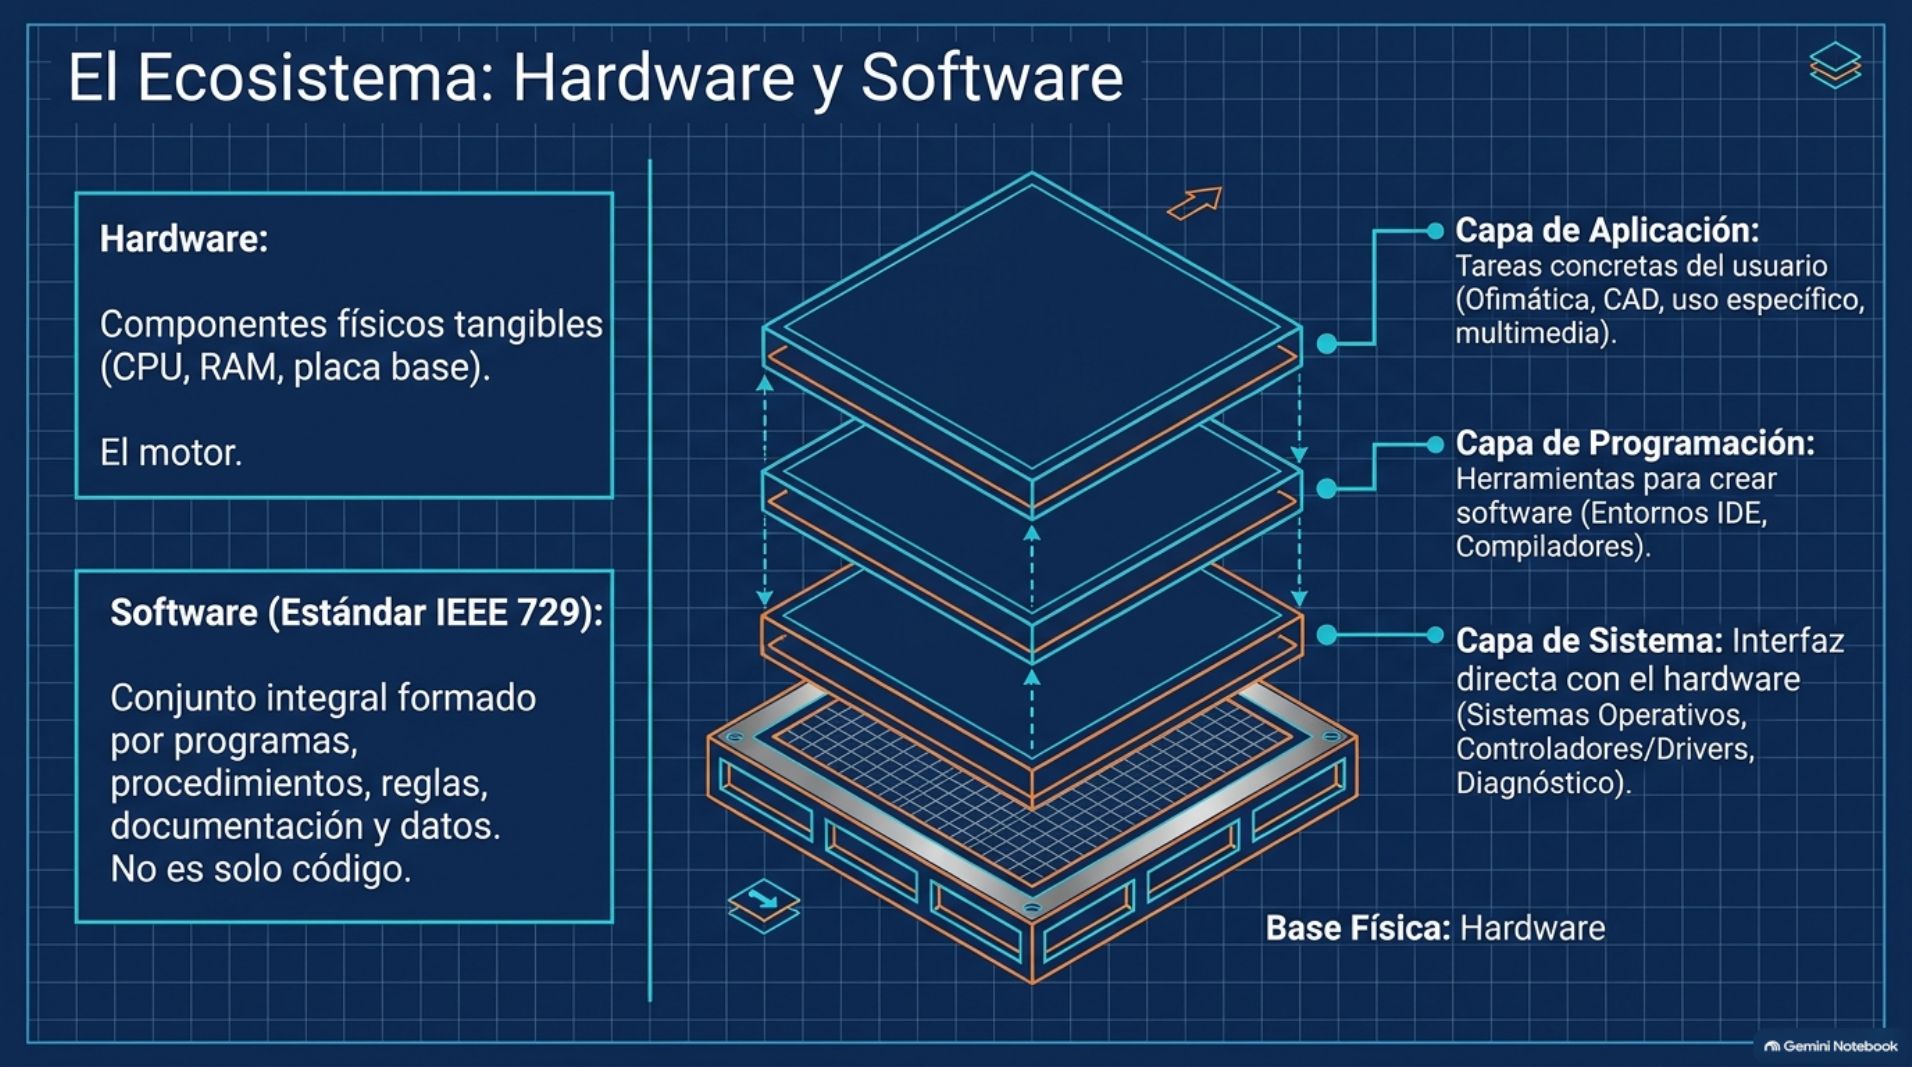 El Ecosistema: Hardware y Software
Hardware:
Componentes físicos tangibles
(CPU, RAM, placa base).
El motor.
Software (Estándar IEEE 729):
Conjunto integral formado
por programas,
procedimientos, reglas,
documentación y datos.
No es solo código.
Capa de Aplicación:
Tareas concretas del usuario
(Ofimática, CAD, uso específico,
multimedia).
Capa de Programación:
Herramientas para crear
software (Entornos IDE,
Compiladores).
Capa de Sistema: Interfaz
directa con el hardware
(Sistemas Operativos,
Controladores/Drivers,
Diagnóstico).
Base Física: Hardware
Gemini Notebook